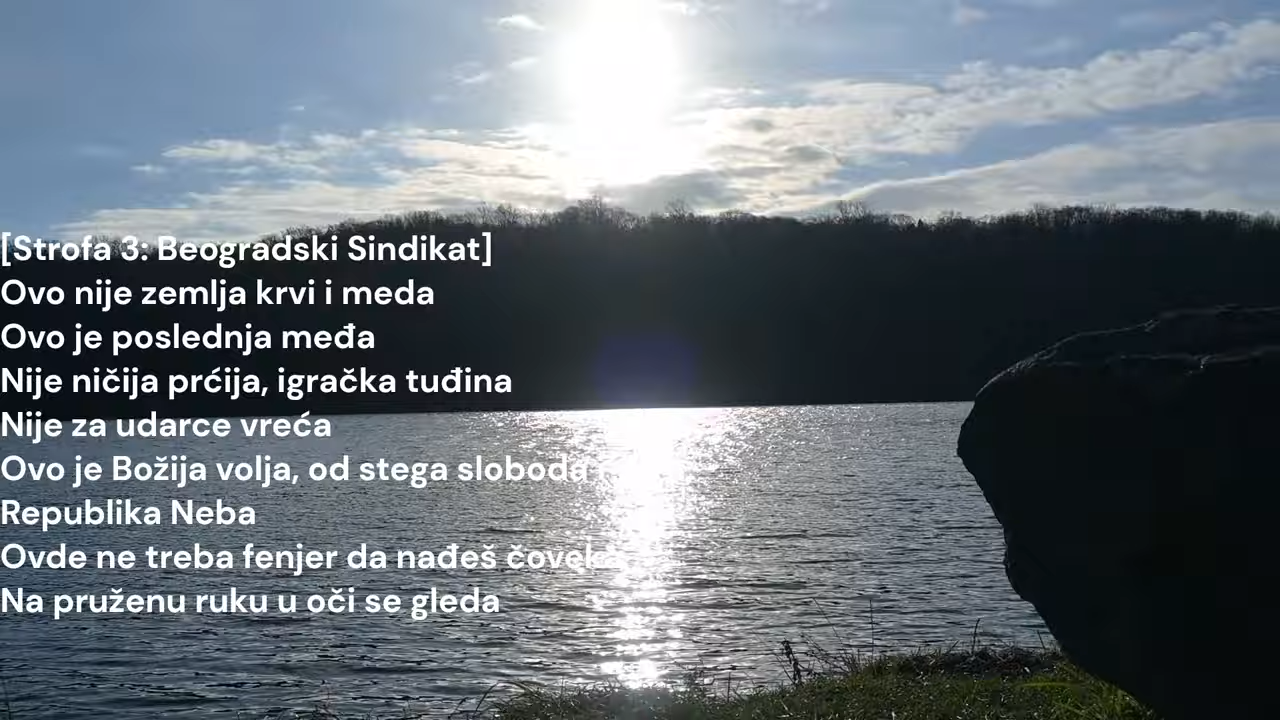 [Strofa 3: Beogradski Sindikat]
Ovo nije zemlja krvi i meda
Ovo je poslednja međa
Nije ničija prćija, igračka tuđina
Nije za udarce vreća
Ovo je Božija volja, od stega sloboda
Republika Neba
Ovde ne treba fenjer da nađeš čoveka
Na pruženu ruku u oči se gleda